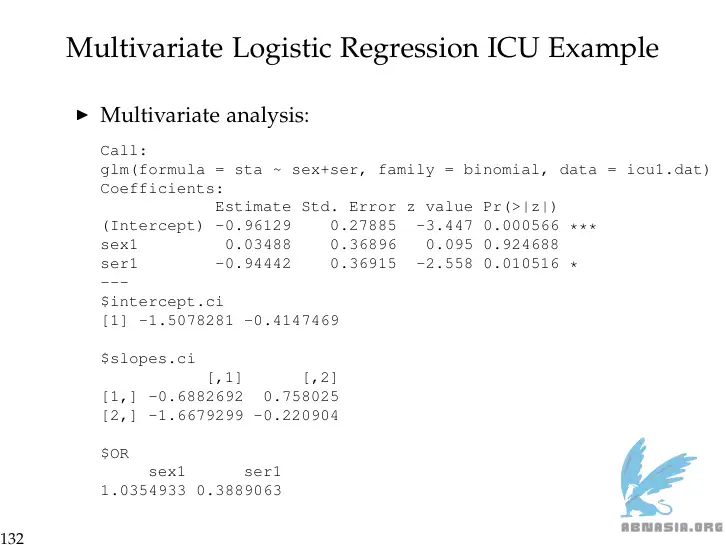 Multivariate Logistic Regression ICU Example
▶ Multivariate analysis:
Call:
glm(formula = sta ~ sex+ser, family = binomial, data = icu1.dat)
Coefficients:
Estimate Std. Error z value Pr(>|z|)
(Intercept) -0.96129 0.27885 -3.447 0.000566 ***
sex1 0.03488 0.36896 0.095 0.924688
ser1 -0.94442 0.36915 -2.558 0.010516 *
---
$intercept.ci
[1] -1.5078281 -0.4147469
$slopes.ci
[,1] [,2]
[1,] -0.6882692 0.758025
[2,] -1.6679299 -0.220904
$OR
sex1 ser1
1.0354933 0.3889063
ABNASIA.ORG
132